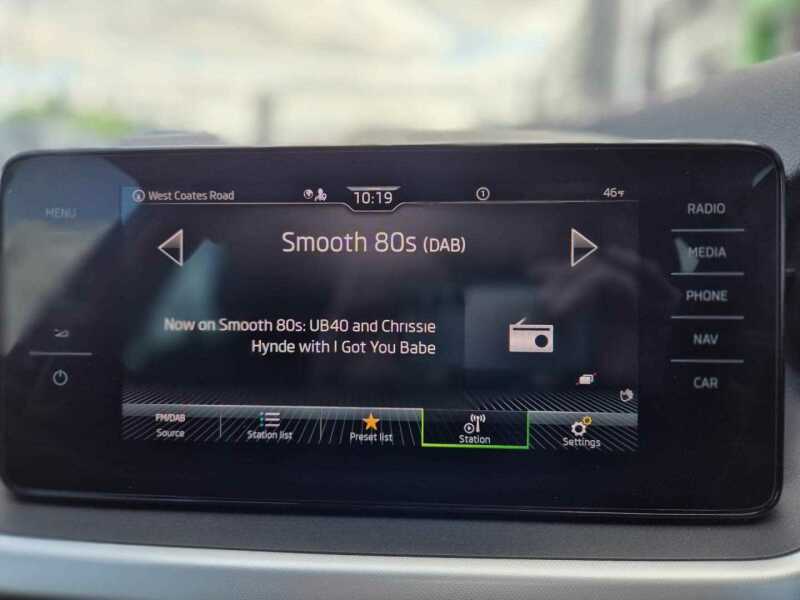 MENU
West Coates Road
10:19
1
46°F
Smooth 80s (DAB)
Now on Smooth 80s: UB40 and Chrissie
Hynde with I Got You Babe
FM/DAB
Source
Station list
Preset list
Station
Settings
RADIO
MEDIA
PHONE
NAV
CAR